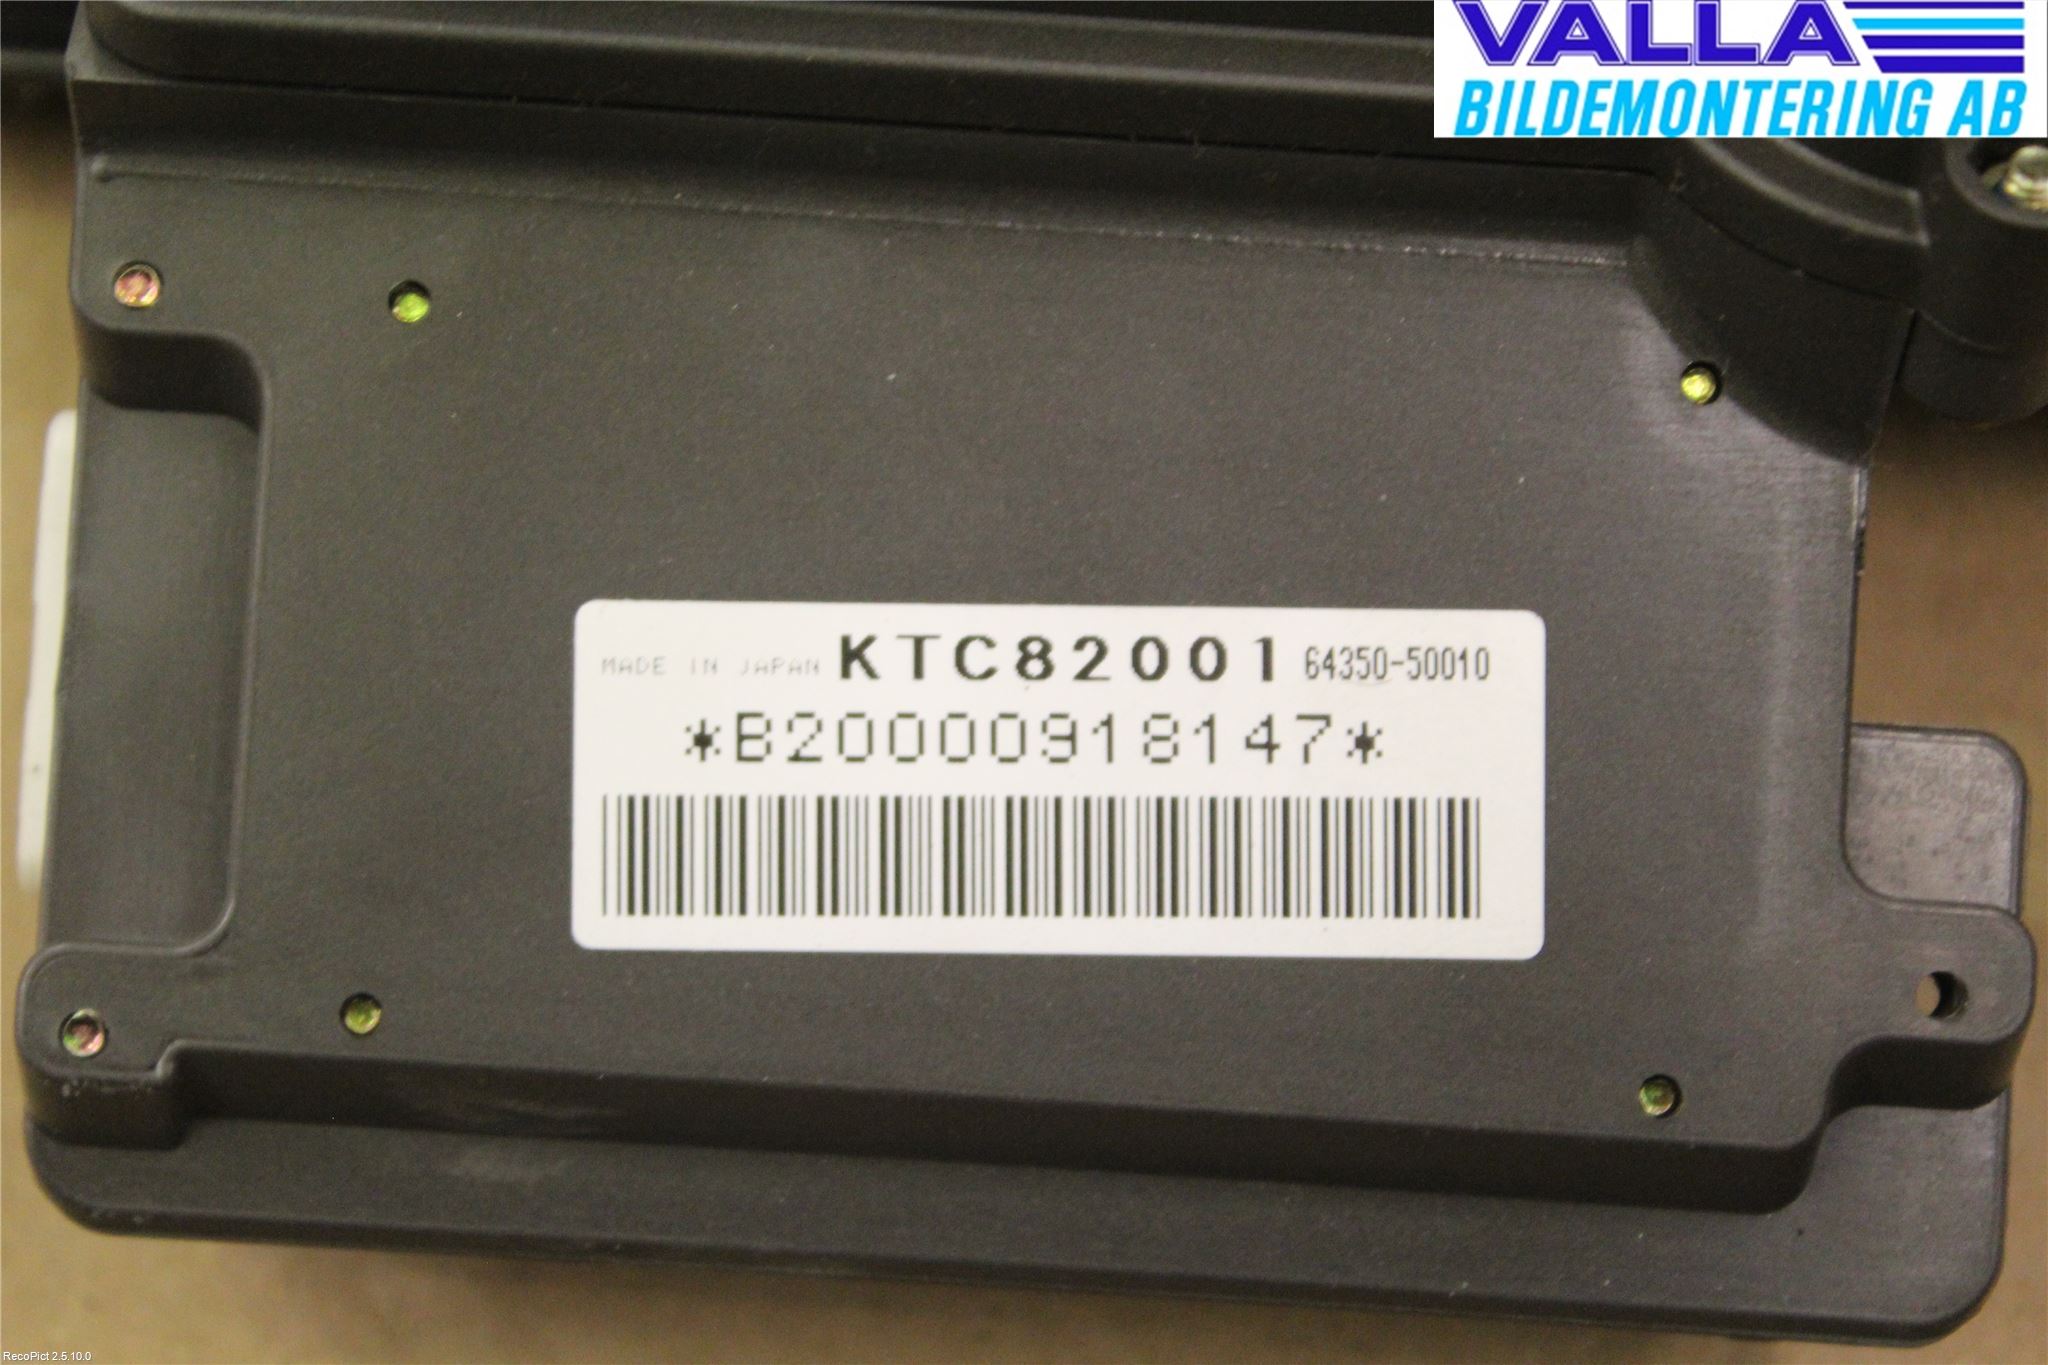 VALLA
BILDEMONTERING AB
MADE IN JAPAN KTC82001 64350-50010
*B20000918147*
RecoPict 2.5.10.0